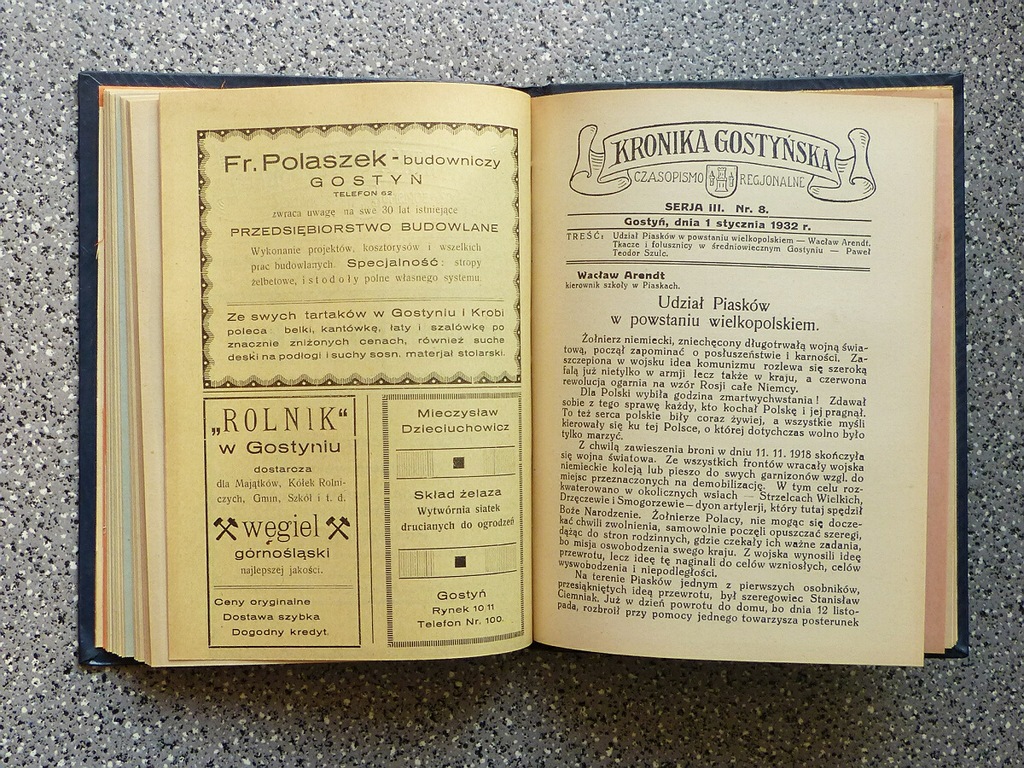 Fr. Polaszek - budowniczy
GOSTYŃ
TELEFON 62
zwraca uwagę na swe 30 lat istniejące
PRZEDSIĘBIORSTWO BUDOWLANE
Wykonanie projektów, kosztorysów i wszelkich
prac budowlanych. Specjalność: stropy
żelbetowe, istodoły polne własnego systemu.
Ze swych tartaków w Gostyniu i Krobi
poleca: belki, kantówkę, łaty i szalówkę po
znacznie zniżonych cenach, również suche
deski na podłogi i suchy sosn. materjał stolarski.
„ROLNIK“
w Gostyniu
dostarcza
dla Majątków, Kółek Rolni-
czych, Gmin, Szkół i t. d.
węgiel
górnośląski
najlepszej jakości.
Ceny oryginalne
Dostawa szybka
Dogodny kredyt.
Mieczysław
Dzieciuchowicz
Skład żelaza
Wytwórnia siatek
drucianych do ogrodzeń
Gostyń
Rynek 10/11
Telefon Nr. 100.
KRONIKA GOSTYŃSKA
CZASOPISMO REGJONALNE
SERJA III. Nr. 8.
Gostyń, dnia 1 stycznia 1932 r.
TREŚĆ: Udział Piasków w powstaniu wielkopolskiem — Wacław Arendt.
Tkacze i folusznicy w średniowiecznym Gostyniu — Paweł
Teodor Szulc.
Wacław Arendt
kierownik szkoły w Piaskach.
Udział Piasków
w powstaniu wielkopolskiem.
Żołnierz niemiecki, zniechęcony długotrwałą wojną świa-
tową, począł zapominać o posłuszeństwie i karności. Za-
szczepiona w wojsku idea komunizmu rozlewa się szeroką
falą już nietylko w armji lecz także w kraju, a czerwona
rewolucja ogarnia na wzór Rosji całe Niemcy.
Dla Polski wybiła godzina zmartwychwstania! Zdawał
sobie z tego sprawę każdy, kto kochał Polskę i jej pragnął.
To też serca polskie biły coraz żywiej, a wszystkie myśli
kierowały się ku tej Polsce, o której dotychczas wolno było
tylko marzyć.
Z chwilą zawieszenia broni w dniu 11. 11. 1918 skończyła
się wojna światowa. Ze wszystkich frontów wracały wojska
niemieckie koleją lub pieszo do swych garnizonów wzgl. do
miejsc przeznaczonych na demobilizację. W tym celu roz-
kwaterowano w okolicznych wsiach — Strzelcach Wielkich,
Drzęczewie i Smogorzewie — dyon artylerji, który tutaj spędził
Boże Narodzenie. Żołnierze Polacy, nie mogąc się docze-
kać chwili zwolnienia, samowolnie poczęli opuszczać szeregi,
dążąc do stron rodzinnych, gdzie czekały ich ważne zadania,
bo misja oswobodzenia swego kraju. Z wojska wynosili ideę
przewrotu, lecz ideę tę naginali do celów wzniosłych, celów
wyswobodzenia i niepodległości.
Na terenie Piasków jednym z pierwszych osobników,
przesiąkniętych ideą przewrotu, był szeregowiec Stanisław
Ciemniak. Już w dzień powrotu do domu, bo dnia 12 listo-
pada, rozbroił przy pomocy jednego towarzysza posterunek